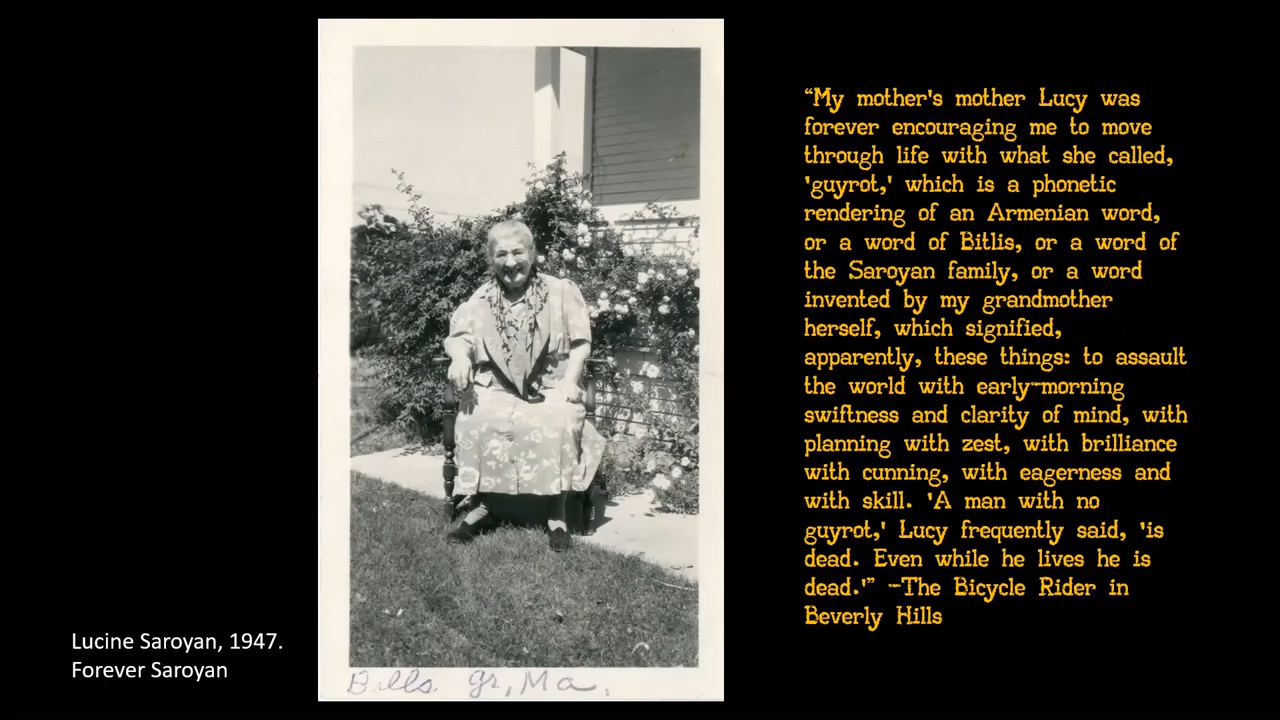 “My mother's mother Lucy was
forever encouraging me to move
through life with what she called,
'guyrot,' which is a phonetic
rendering of an Armenian word,
or a word of Bitlis, or a word of
the Saroyan family, or a word
invented by my grandmother
herself, which signified,
apparently, these things: to assault
the world with early-morning
swiftness and clarity of mind, with
planning with zest, with brilliance
with cunning, with eagerness and
with skill. 'A man with no
guyrot,' Lucy frequently said, 'is
dead. Even while he lives he is
dead.'” -The Bicycle Rider in
Beverly Hills
Lucine Saroyan, 1947.
Forever Saroyan
Bills gr, Ma.